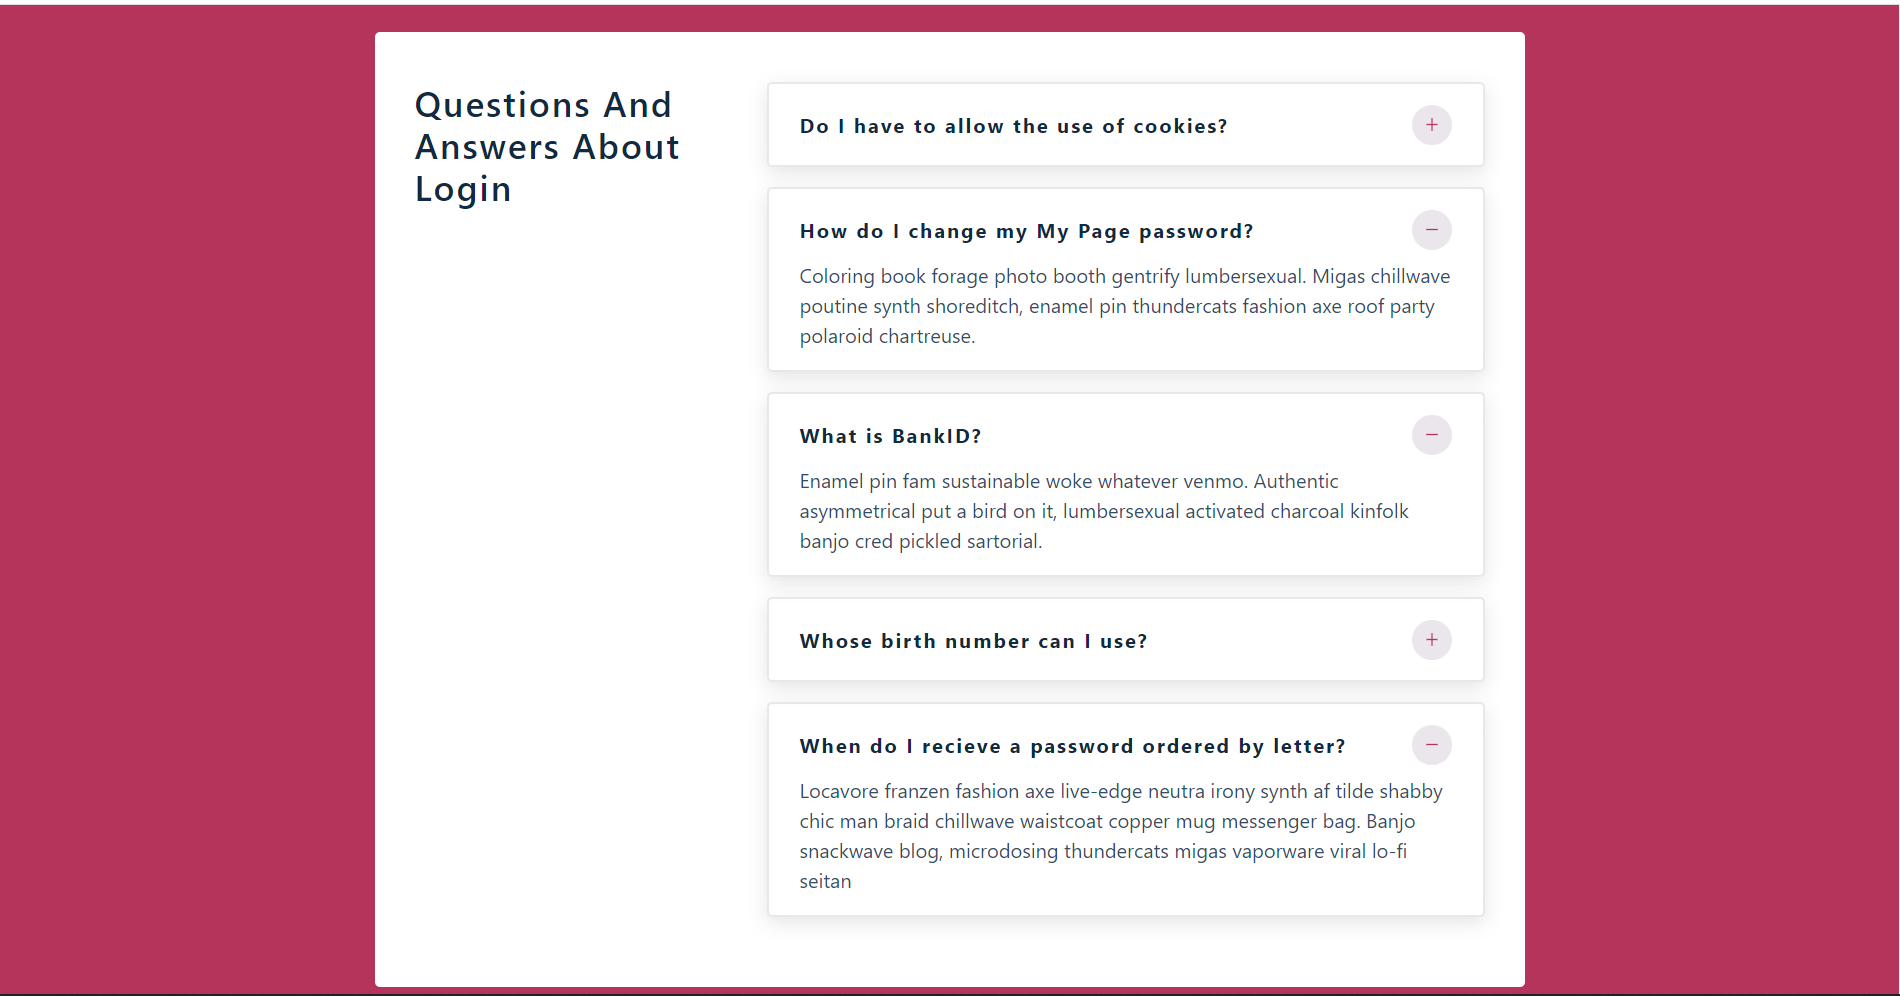 Questions And
Answers About
Login
Do I have to allow the use of cookies?
How do I change my My Page password?
Coloring book forage photo booth gentrify lumbersexual. Migas chillwave
poutine synth shoreditch, enamel pin thundercats fashion axe roof party
polaroid chartreuse.
What is BankID?
Enamel pin fam sustainable woke whatever venmo. Authentic
asymmetrical put a bird on it, lumbersexual activated charcoal kinfolk
banjo cred pickled sartorial.
Whose birth number can I use?
When do I recieve a password ordered by letter?
Locavore franzen fashion axe live-edge neutra irony synth af tilde shabby
chic man braid chillwave waistcoat copper mug messenger bag. Banjo
snackwave blog, microdosing thundercats migas vaporware viral lo-fi
seitan